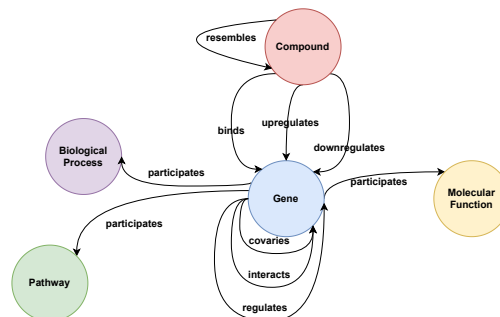 resembles
Compound
binds
upregulates
downregulates
Biological
Process
participates
Gene
participates
Molecular
Function
participates
covaries
interacts
Pathway
regulates